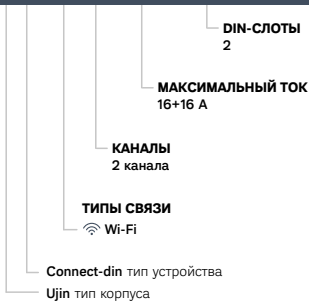 DIN-СЛОТЫ
2
МАКСИМАЛЬНЫЙ ТОК
16+16 А
КАНАЛЫ
2 канала
ТИПЫ СВЯЗИ
Wi-Fi
Connect-din тип устройства
Ujin тип корпуса